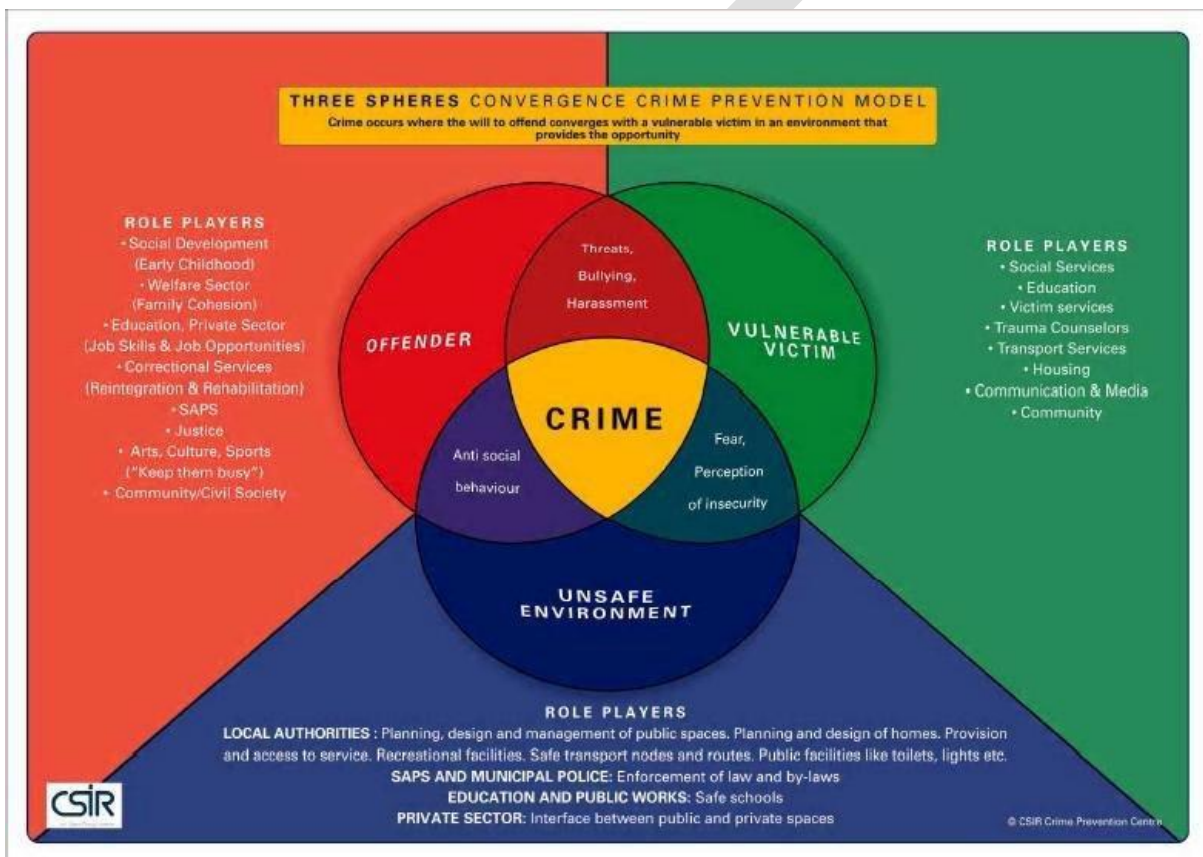 THREE SPHERES CONVERGENCE CRIME PREVENTION MODEL
Crime occurs where the will to offend converges with a vulnerable victim in an environment that
provides the opportunity
ROLE PLAYERS
• Social Development
(Early Childhood)
• Welfare Sector
(Family Cohesion)
• Education, Private Sector
(Job Skills & Job Opportunities)
• Correctional Services
(Reintegration & Rehabilitation)
• SAPS
• Justice
• Arts, Culture, Sports
("Keep them busy")
• Community/Civil Society
OFFENDER
Threats,
Bullying,
Harassment
VULNERABLE
VICTIM
CRIME
Anti social
behaviour
Fear,
Perception
of insecurity
UNSAFE
ENVIRONMENT
ROLE PLAYERS
• Social Services
• Education
• Victim services
• Trauma Counselors
• Transport Services
• Housing
• Communication & Media
• Community
ROLE PLAYERS
LOCAL AUTHORITIES : Planning, design and management of public spaces. Planning and design of homes. Provision
and access to service. Recreational facilities. Safe transport nodes and routes. Public facilities like toilets, lights etc.
SAPS AND MUNICIPAL POLICE: Enforcement of law and by-laws
EDUCATION AND PUBLIC WORKS: Safe schools
PRIVATE SECTOR: Interface between public and private spaces
CSIR
© CSIR Crime Prevention Centre